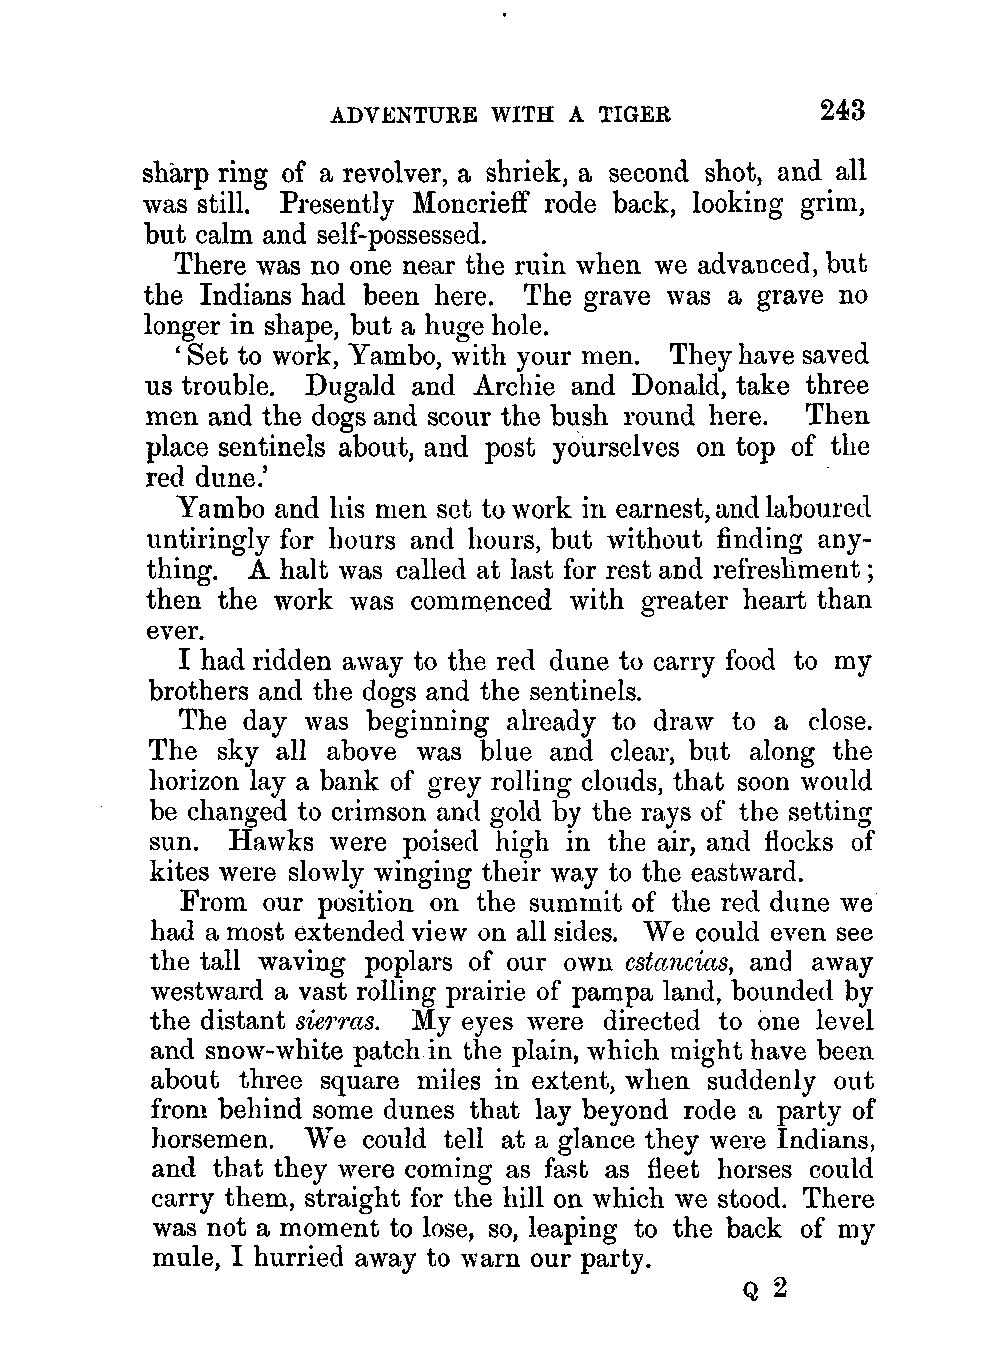 ADVENTURE WITH A TIGER 243
sharp ring of a revolver, a shriek, a second shot, and all
was still. Presently Moncrieff rode back, looking grim,
but calm and self-possessed.
There was no one near the ruin when we advanced, but
the Indians had been here. The grave was a grave no
longer in shape, but a huge hole.
‘Set to work, Yambo, with your men. They have saved
us trouble. Dugald and Archie and Donald, take three
men and the dogs and scour the bush round here. Then
place sentinels about, and post yourselves on top of the
red dune.’
Yambo and his men set to work in earnest, and laboured
untiringly for hours and hours, but without finding any-
thing. A halt was called at last for rest and refreshment;
then the work was commenced with greater heart than
ever.
I had ridden away to the red dune to carry food to my
brothers and the dogs and the sentinels.
The day was beginning already to draw to a close.
The sky all above was blue and clear, but along the
horizon lay a bank of grey rolling clouds, that soon would
be changed to crimson and gold by the rays of the setting
sun. Hawks were poised high in the air, and flocks of
kites were slowly winging their way to the eastward.
From our position on the summit of the red dune we
had a most extended view on all sides. We could even see
the tall waving poplars of our own estancias, and away
westward a vast rolling prairie of pampa land, bounded by
the distant sierras. My eyes were directed to one level
and snow-white patch in the plain, which might have been
about three square miles in extent, when suddenly out
from behind some dunes that lay beyond rode a party of
horsemen. We could tell at a glance they were Indians,
and that they were coming as fast as fleet horses could
carry them, straight for the hill on which we stood. There
was not a moment to lose, so, leaping to the back of my
mule, I hurried away to warn our party.
Q 2